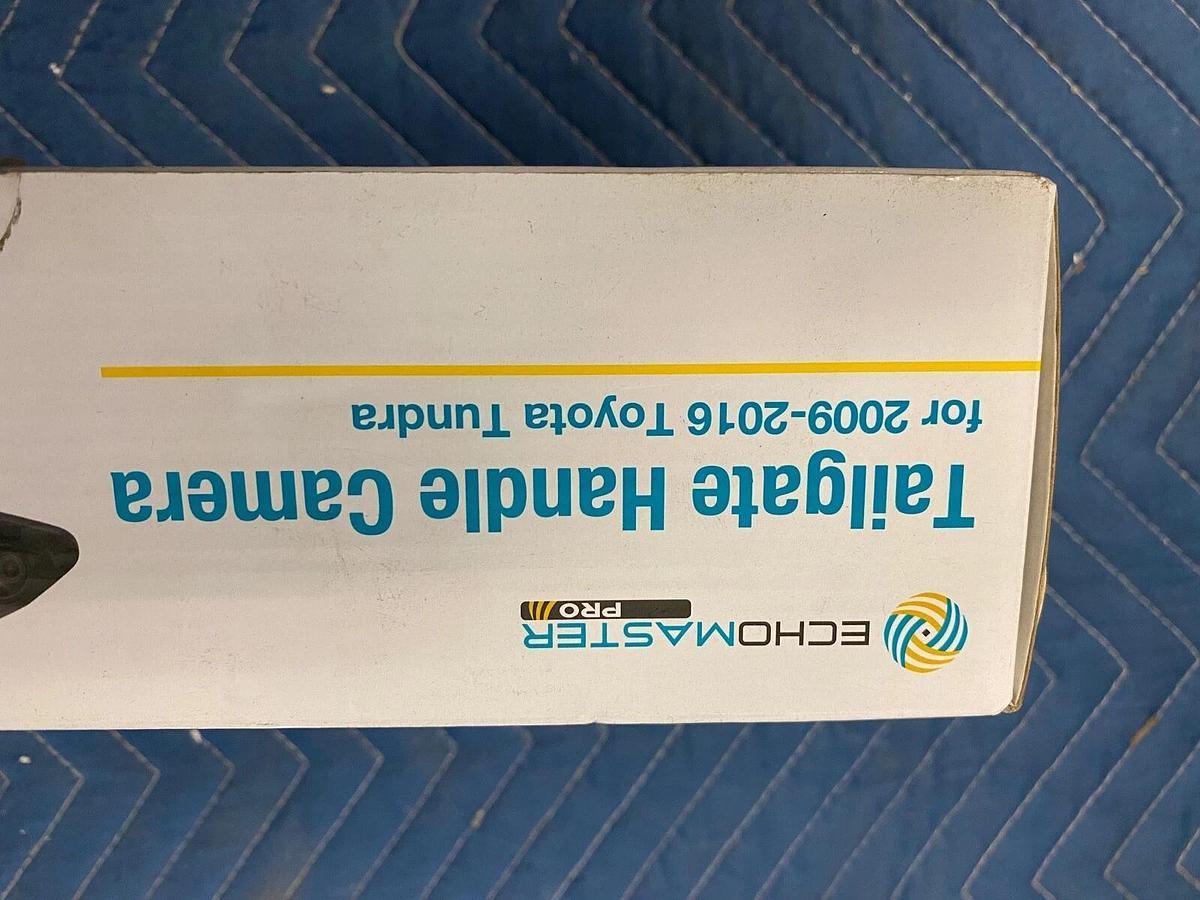 ECHOMASTER
PRO
Tailgate Handle Camera
for 2009-2016 Toyota Tundra